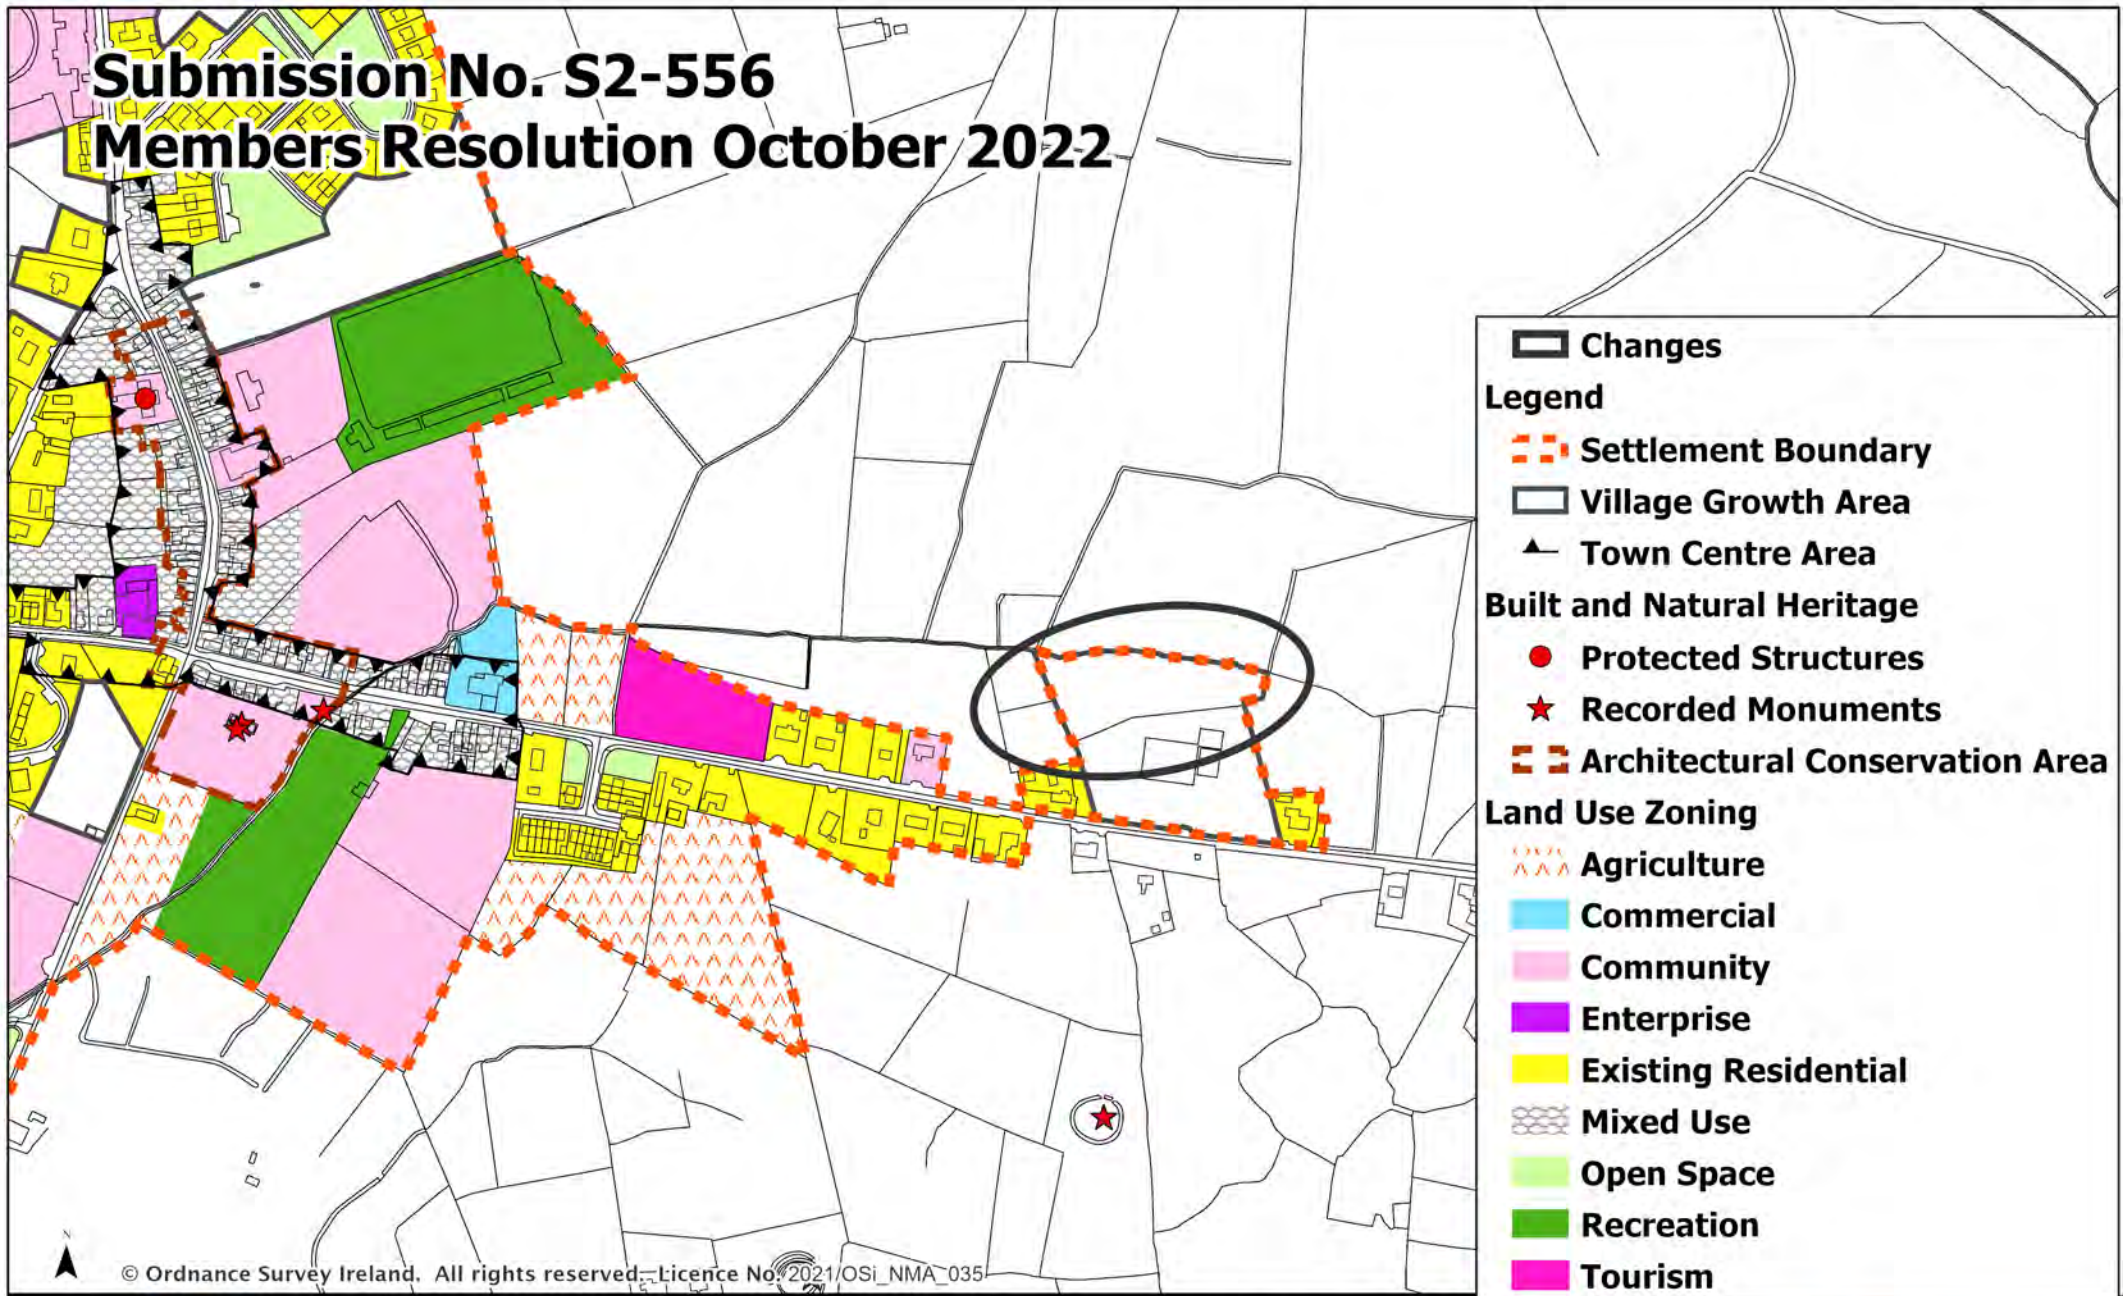 Submission No. S2-556
Members Resolution October 2022
Changes
Legend
Settlement Boundary
Village Growth Area
Town Centre Area
Built and Natural Heritage
Protected Structures
Recorded Monuments
Architectural Conservation Area
Land Use Zoning
Agriculture
Commercial
Community
Enterprise
Existing Residential
Mixed Use
Open Space
Recreation
Tourism
N
© Ordnance Survey Ireland. All rights reserved. Licence No. 2021/OSi_NMA_035